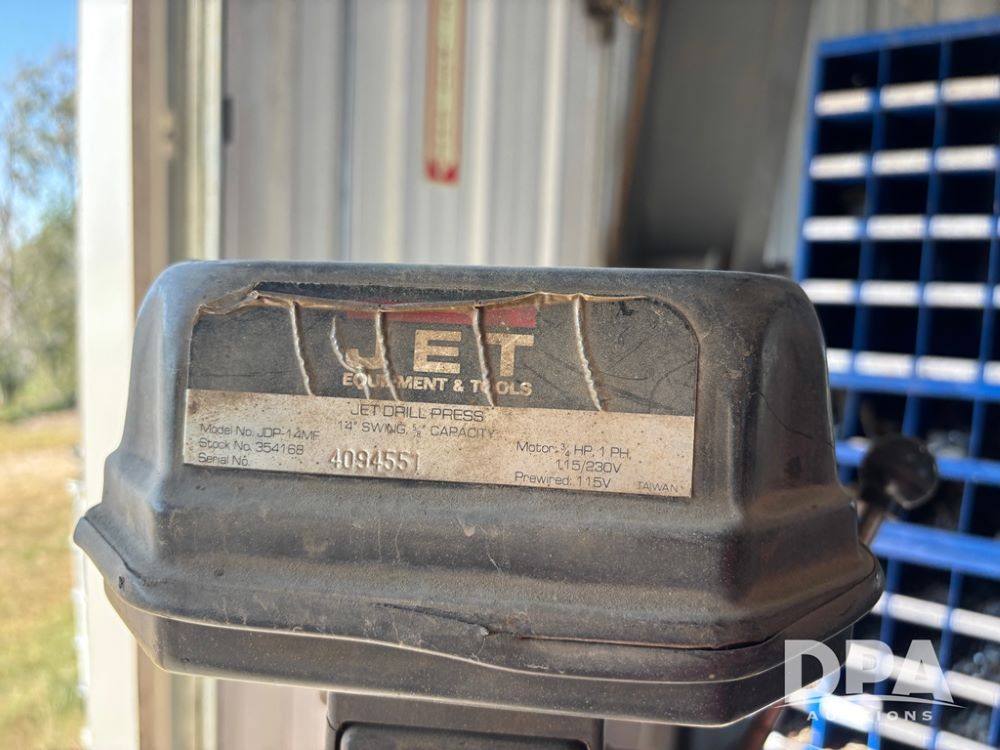 JET
EQUIPMENT & TOOLS
JET DRILL PRESS
14" SWING, ⅝" CAPACITY
Model No. JDP-14MF
Stock No. 354168
Serial No. 4094551
Motor: ¾ HP, 1 PH,
115/230V
Prewired: 115V
TAIWAN
DPA
AUCTIONS